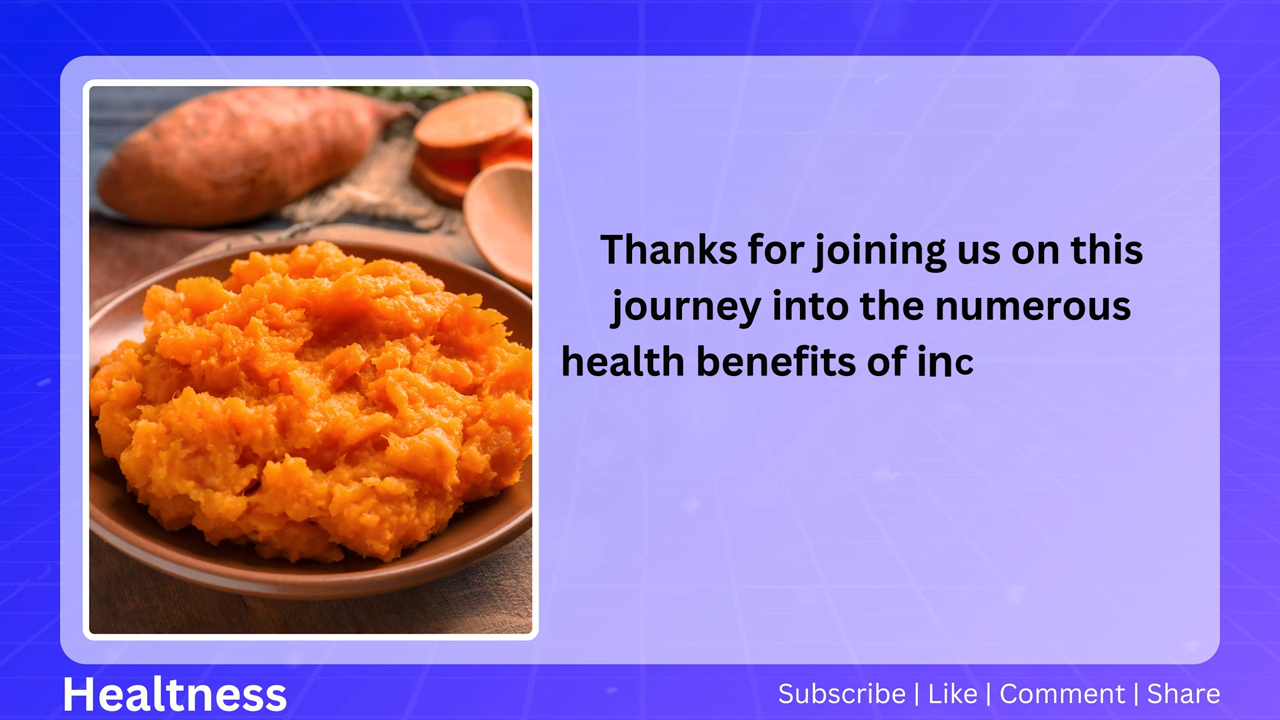 Thanks for joining us on this
journey into the numerous
health benefits of inc
Healtness
Subscribe | Like | Comment | Share